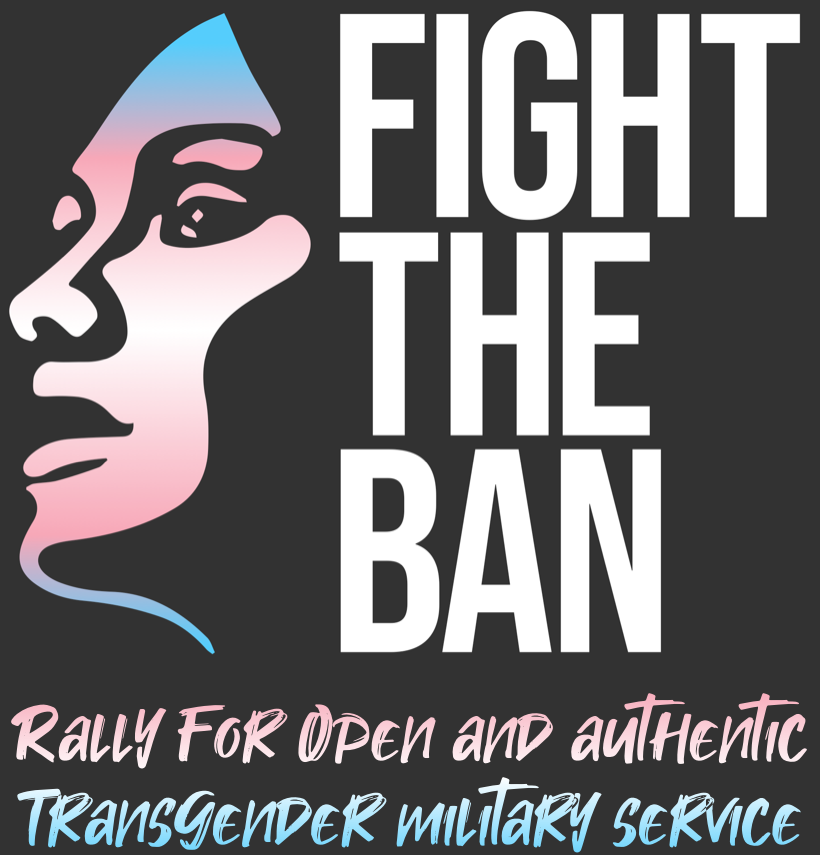 FIGHT
THE
BAN
Rally For Open and authentic
Transgender military service